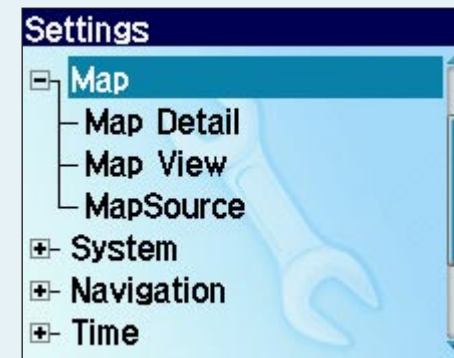 Settings
Map
Map Detail
Map View
MapSource
System
Navigation
Time